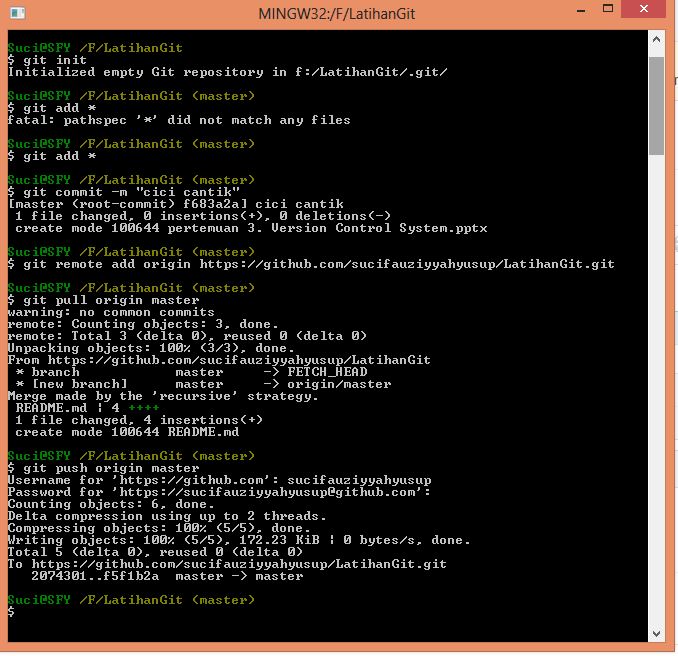 MINGW32:/F/LatihanGit
Suci@SFY /F/LatihanGit
$ git init
Initialized empty Git repository in f:/LatihanGit/.git/
Suci@SFY /F/LatihanGit (master)
$ git add *
fatal: pathspec '*' did not match any files
Suci@SFY /F/LatihanGit (master)
$ git add *
Suci@SFY /F/LatihanGit (master)
$ git commit -m "cici cantik"
[master (root-commit) f683a2a] cici cantik
 1 file changed, 0 insertions(+), 0 deletions(-)
 create mode 100644 pertemuan 3. Version Control System.pptx
Suci@SFY /F/LatihanGit (master)
$ git remote add origin https://github.com/sucifauziyyahyusup/LatihanGit.git
Suci@SFY /F/LatihanGit (master)
$ git pull origin master
warning: no common commits
remote: Counting objects: 3, done.
remote: Total 3 (delta 0), reused 0 (delta 0)
Unpacking objects: 100% (3/3), done.
From https://github.com/sucifauziyyahyusup/LatihanGit
 * branch            master     -> FETCH_HEAD
 * [new branch]      master     -> origin/master
Merge made by the 'recursive' strategy.
 README.md | 4 ++++
 1 file changed, 4 insertions(+)
 create mode 100644 README.md
Suci@SFY /F/LatihanGit (master)
$ git push origin master
Username for 'https://github.com': sucifauziyyahyusup
Password for 'https://sucifauziyyahyusup@github.com':
Counting objects: 6, done.
Delta compression using up to 2 threads.
Compressing objects: 100% (5/5), done.
Writing objects: 100% (5/5), 172.23 KiB | 0 bytes/s, done.
Total 5 (delta 0), reused 0 (delta 0)
To https://github.com/sucifauziyyahyusup/LatihanGit.git
   2074301..f5f1b2a  master -> master
Suci@SFY /F/LatihanGit (master)
$